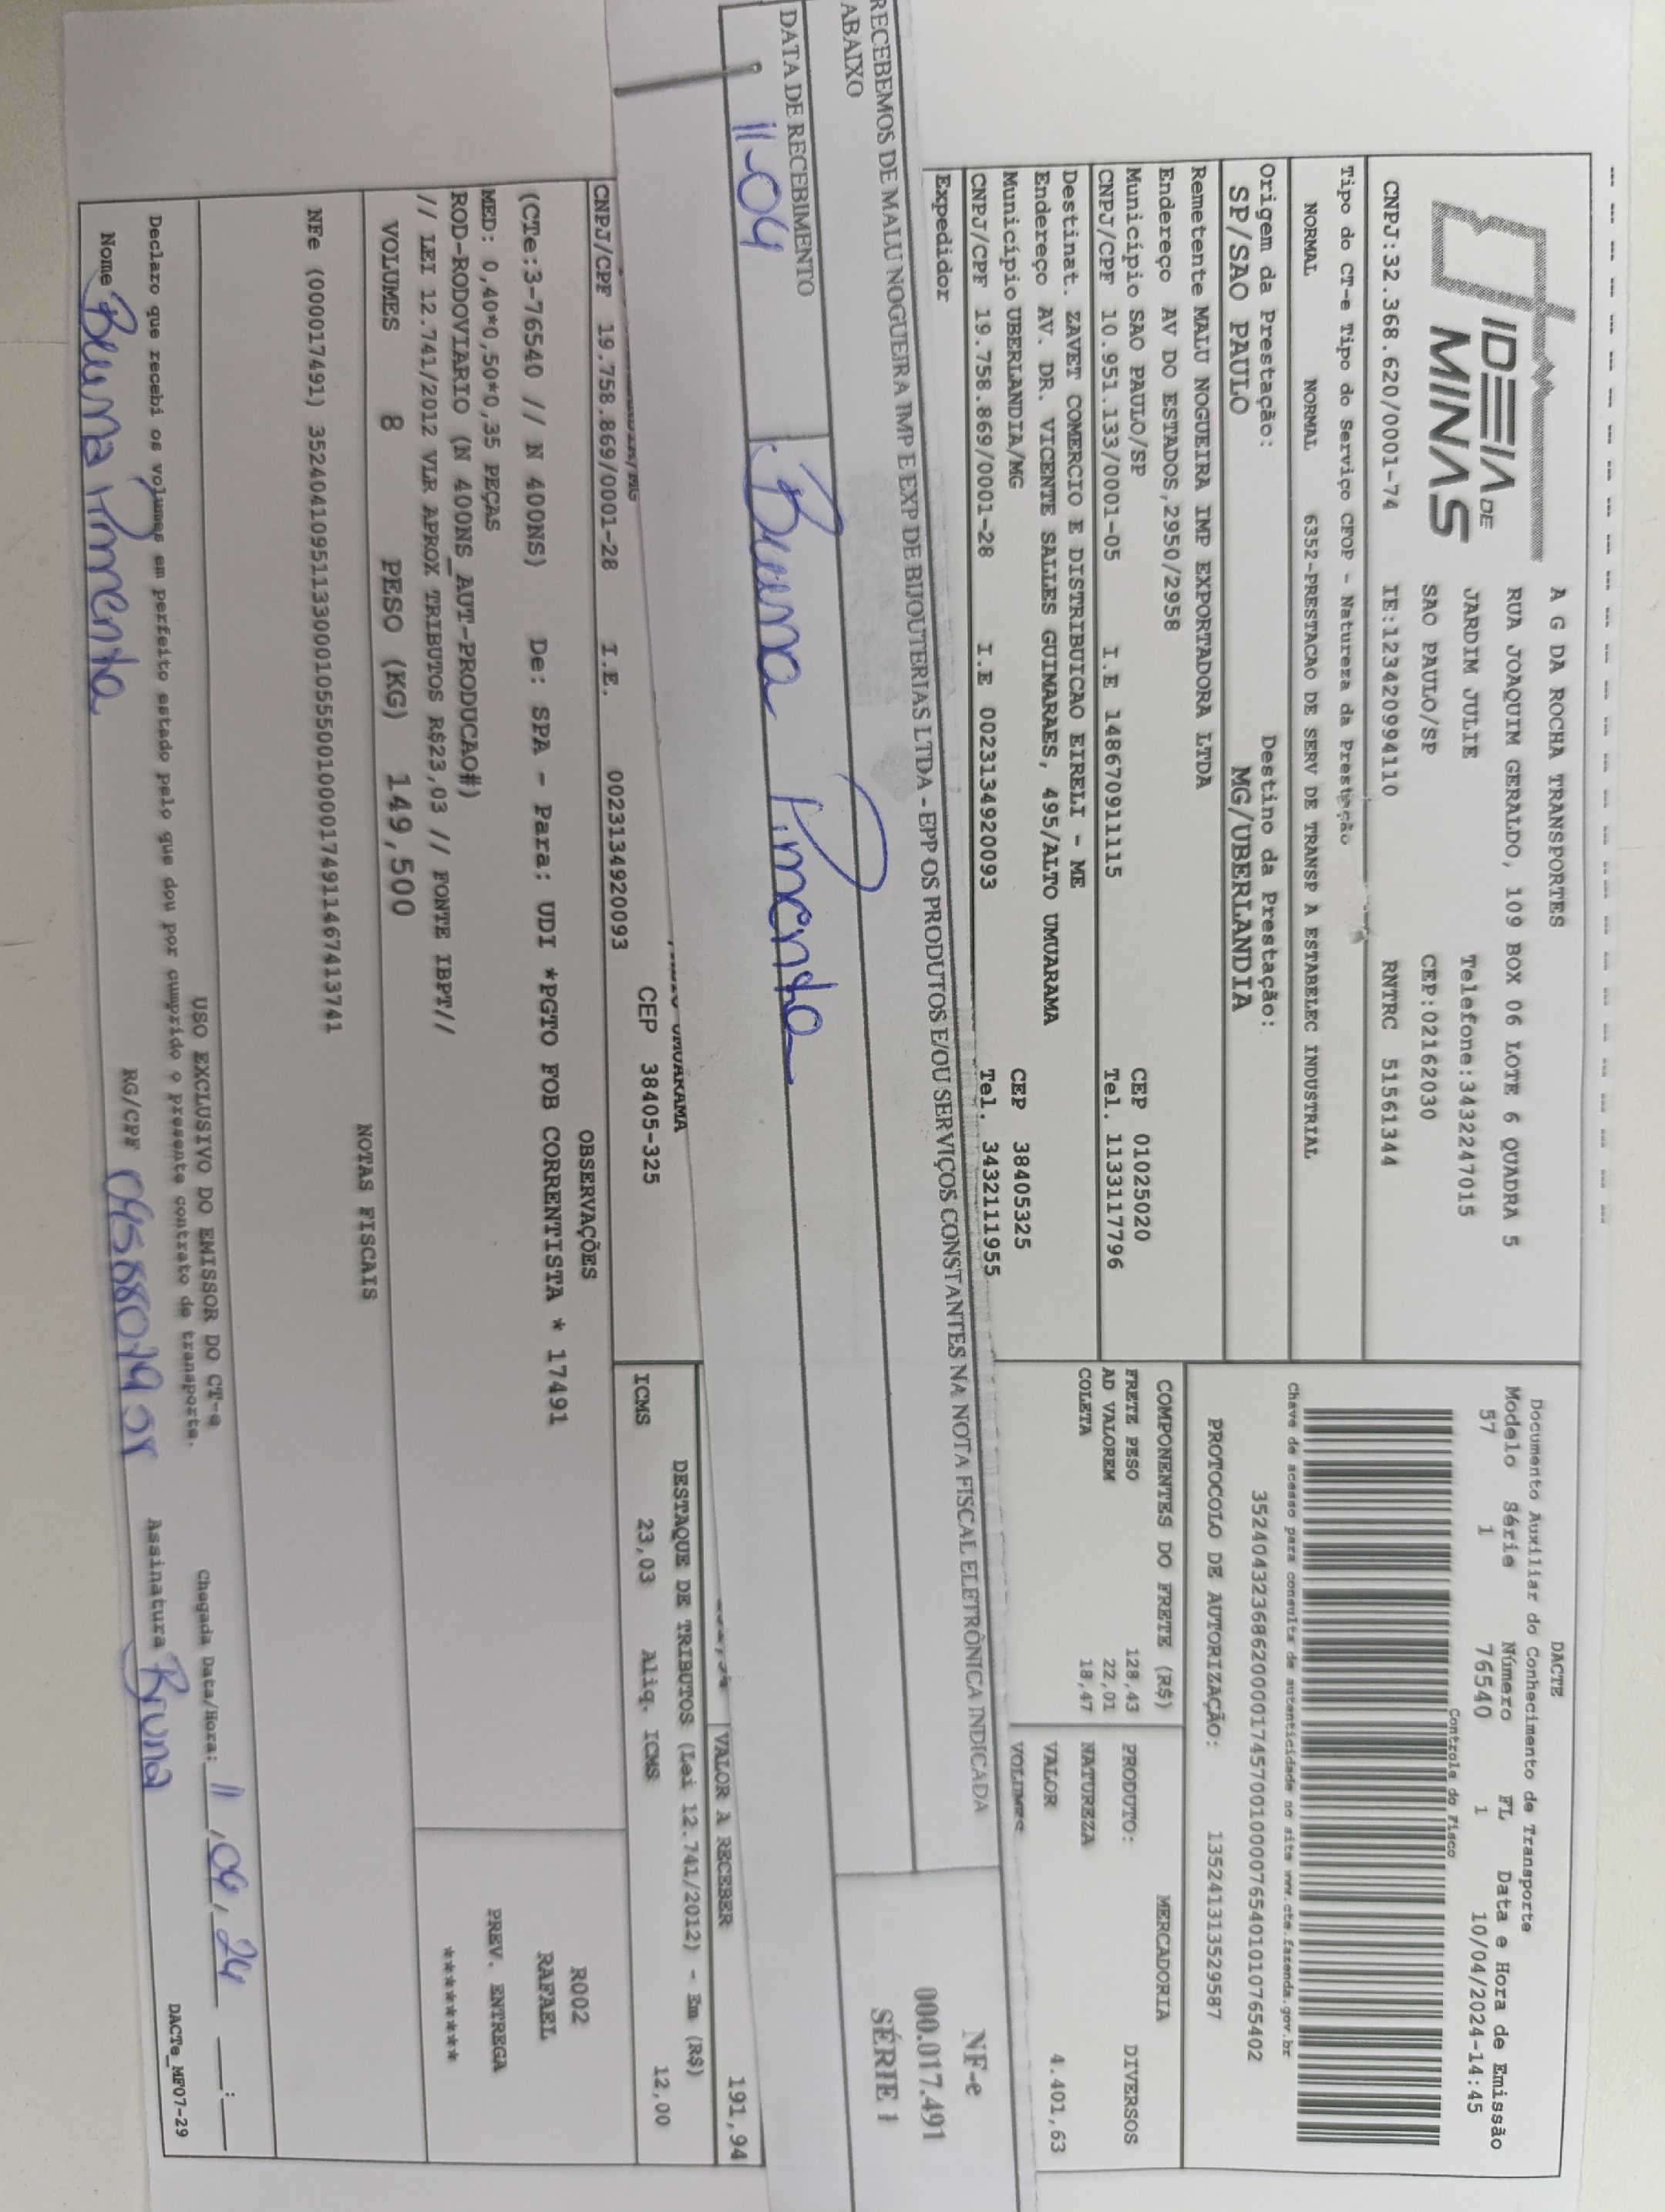 IDEIA DE
MINAS
A G DA ROCHA TRANSPORTES
RUA JOAQUIM GERALDO, 109 BOX 06 LOTE 6 QUADRA 5
JARDIM JULIE Telefone:3432247015
SAO PAULO/SP CEP:02162030
CNPJ:32.368.620/0001-74 IE:123420994110 RNTRC 51561344
Tipo do CT-e Tipo do Serviço CFOP - Natureza da Prestação
NORMAL NORMAL 6352-PRESTACAO DE SERV DE TRANSP A ESTABELEC INDUSTRIAL
Origem da Prestação: Destino da Prestação:
SP/SAO PAULO MG/UBERLANDIA
DACTE
Documento Auxiliar do Conhecimento de Transporte
Modelo Série Número FL Data e Hora de Emissão
57 1 76540 1 10/04/2024-14:45
Controle do Fisco
Chave de acesso para consulta de autenticidade no site www.cte.fazenda.gov.br
35240432368620000174570010000765401010765402
PROTOCOLO DE AUTORIZAÇÃO: 135241313529587
Remetente MALU NOGUEIRA IMP EXPORTADORA LTDA
Endereço AV DO ESTADOS,2950/2958
Município SAO PAULO/SP CEP 01025020
CNPJ/CPF 10.951.133/0001-05 I.E 148670911115 Tel. 1133117796
Destinat. ZAVET COMERCIO E DISTRIBUICAO EIRELI - ME
Endereço AV. DR. VICENTE SALLES GUIMARAES, 495/ALTO UMUARAMA
Município UBERLANDIA/MG CEP 38405325
CNPJ/CPF 19.758.869/0001-28 I.E 0023134920093 Tel. 3432111955
Expedidor
COMPONENTES DO FRETE (R$)
FRETE PESO 128,43
AD VALOREM 22,01
COLETA 18,47
MERCADORIA
PRODUTO: DIVERSOS
NATUREZA
VALOR 4.401,63
VOLUMES
RECEBEMOS DE MALU NOGUEIRA IMP E EXP DE BIJOUTERIAS LTDA - EPP OS PRODUTOS E/OU SERVIÇOS CONSTANTES NA NOTA FISCAL ELETRÔNICA INDICADA
ABAIXO
DATA DE RECEBIMENTO
11-04
Bruna Pimenta
NF-e
000.017.491
SÉRIE 1
UMUARAMA
CEP 38405-325
CNPJ/CPF 19.758.869/0001-28 I.E. 0023134920093
VALOR A RECEBER 191,94
DESTAQUE DE TRIBUTOS (Lei 12.741/2012) - Em (R$)
ICMS 23,03 Aliq. ICMS 12,00
OBSERVAÇÕES
(CTe:3-76540 // N 400NS) De: SPA - Para: UDI *PGTO FOB CORRENTISTA * 17491
MED: 0,40*0,50*0,35 PEÇAS
ROD-RODOVIARIO (N 400NS_AUT-PRODUCAO#)
// LEI 12.741/2012 VLR APROX TRIBUTOS R$23,03 // FONTE IBPT//
R002
RAFAEL
PREV. ENTREGA
********
VOLUMES 8 PESO (KG) 149,500
NOTAS FISCAIS
NFe (000017491) 35240410951133000105550010000174911467413741
USO EXCLUSIVO DO EMISSOR DO CT-e
Declaro que recebi os volumes em perfeito estado pelo que dou por cumprido o presente contrato de transporte.
Chegada Data/Hora: 11/04/24 __:__
Nome Bruna Pimenta RG/CPF Assinatura Bruna
DACTe_MF07-29